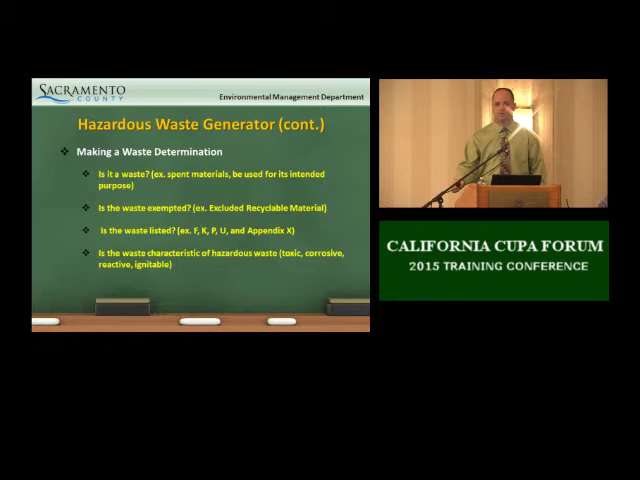 SACRAMENTO
COUNTY
Environmental Management Department
Hazardous Waste Generator (cont.)
Making a Waste Determination
Is it a waste? (ex. spent materials, be used for its intended
purpose)
Is the waste exempted? (ex. Excluded Recyclable Material)
Is the waste listed? (ex. F, K, P, U, and Appendix X)
Is the waste characteristic of hazardous waste (toxic, corrosive,
reactive, ignitable)
CALIFORNIA CUPA FORUM
2015 TRAINING CONFERENCE